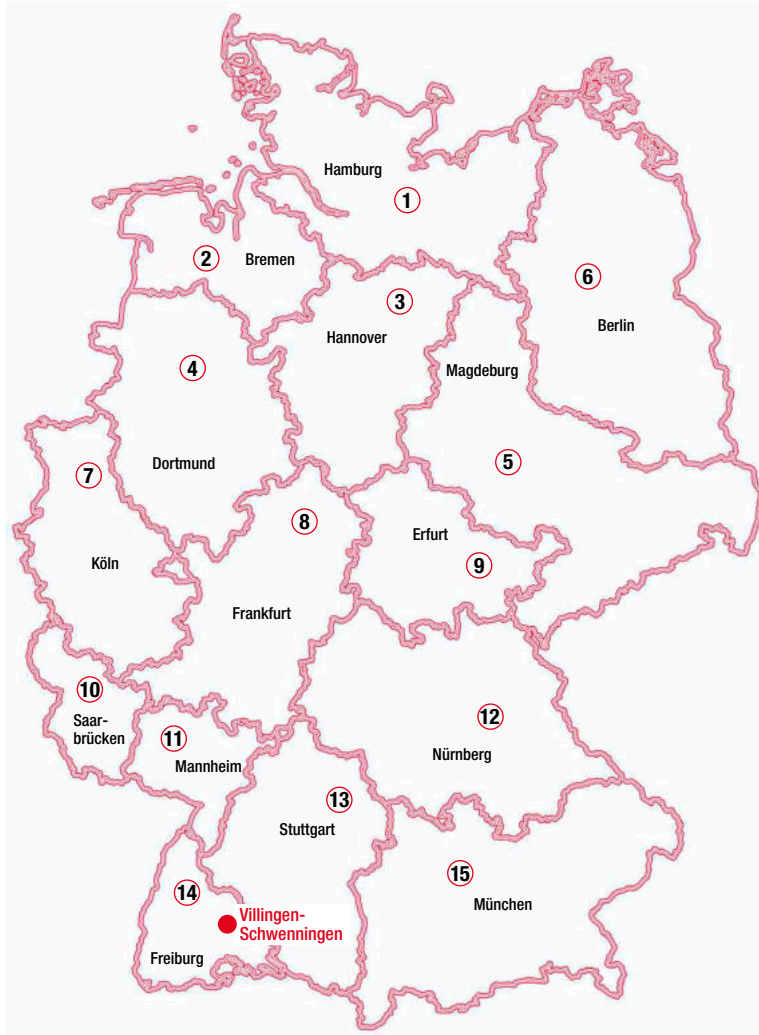 Hamburg
1
2
Bremen
6
3
Hannover
Berlin
4
Magdeburg
Dortmund
5
7
8
Erfurt
9
Köln
Frankfurt
10
Saar-
brücken
11
Mannheim
12
Nürnberg
13
Stuttgart
14
15
München
Villingen-
Schwenningen
Freiburg